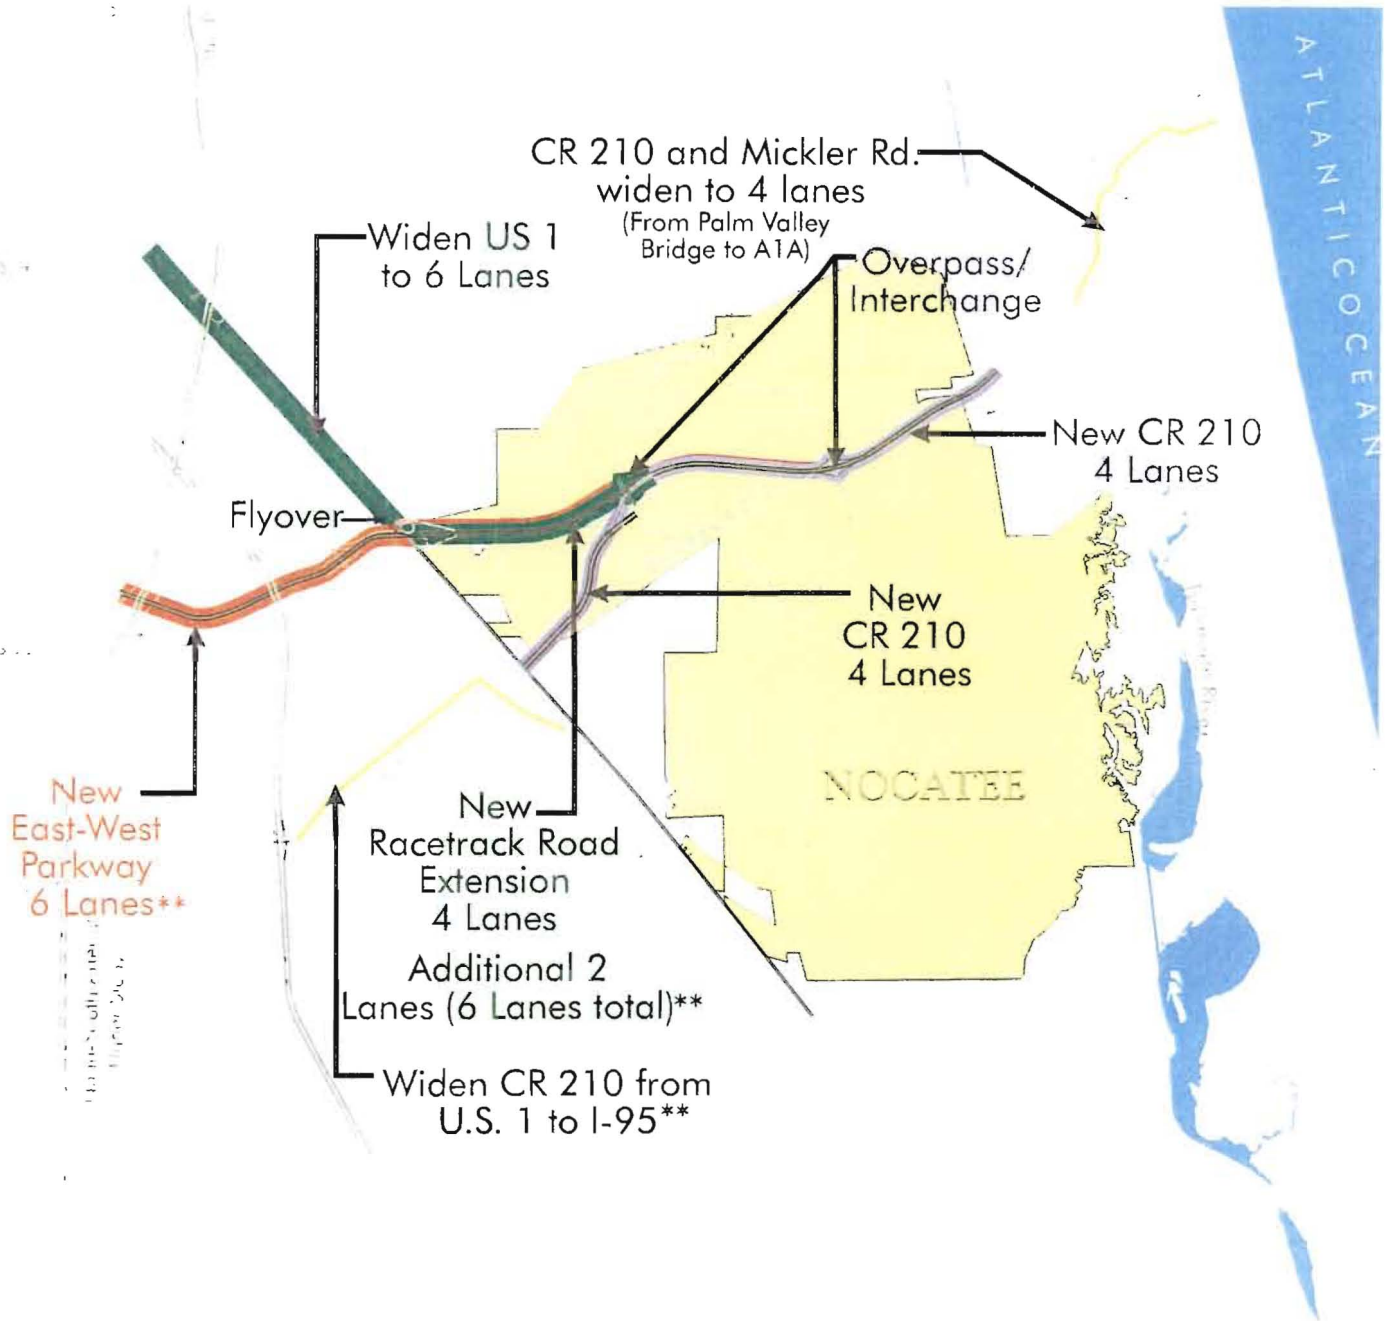 ATLANTIC OCEAN
CR 210 and Mickler Rd.
widen to 4 lanes
(From Palm Valley
Bridge to A1A)
Widen US 1
to 6 Lanes
Overpass/
Interchange
New CR 210
4 Lanes
Flyover
New
CR 210
4 Lanes
NOCATEE
New
East-West
Parkway
6 Lanes**
New
Racetrack Road
Extension
4 Lanes
Additional 2
Lanes (6 Lanes total)**
Widen CR 210 from
U.S. 1 to I-95**